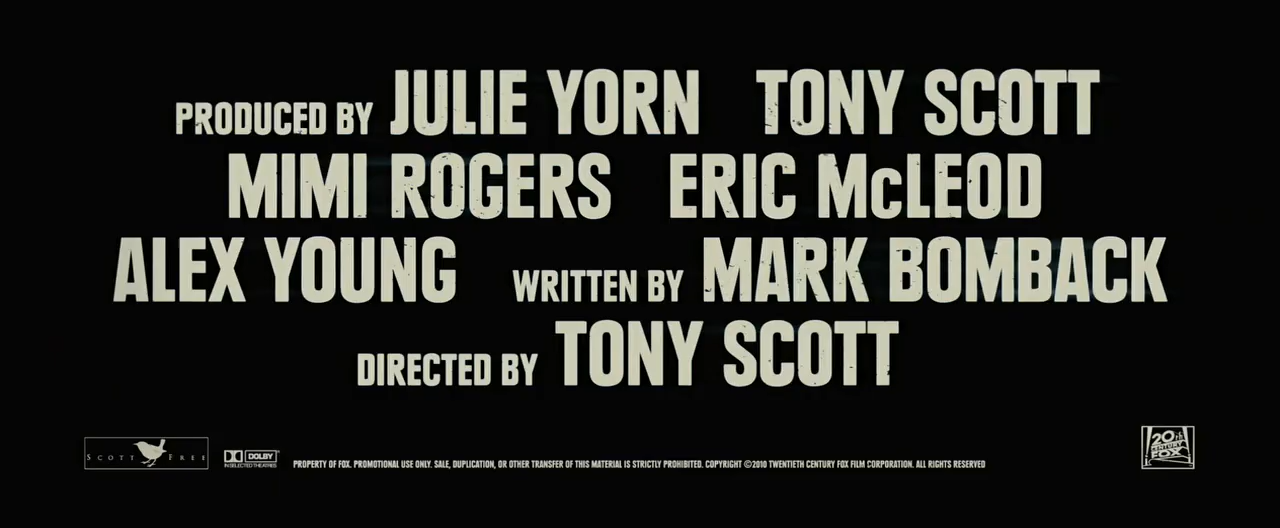 PRODUCED BY JULIE YORN TONY SCOTT
MIMI ROGERS ERIC McLEOD
ALEX YOUNG WRITTEN BY MARK BOMBACK
DIRECTED BY TONY SCOTT
SCOTT FREE
DOLBY
IN SELECTED THEATRES
PROPERTY OF FOX. PROMOTIONAL USE ONLY. SALE, DUPLICATION, OR OTHER TRANSFER OF THIS MATERIAL IS STRICTLY PROHIBITED. COPYRIGHT ©2010 TWENTIETH CENTURY FOX FILM CORPORATION. ALL RIGHTS RESERVED
20th
CENTURY
FOX